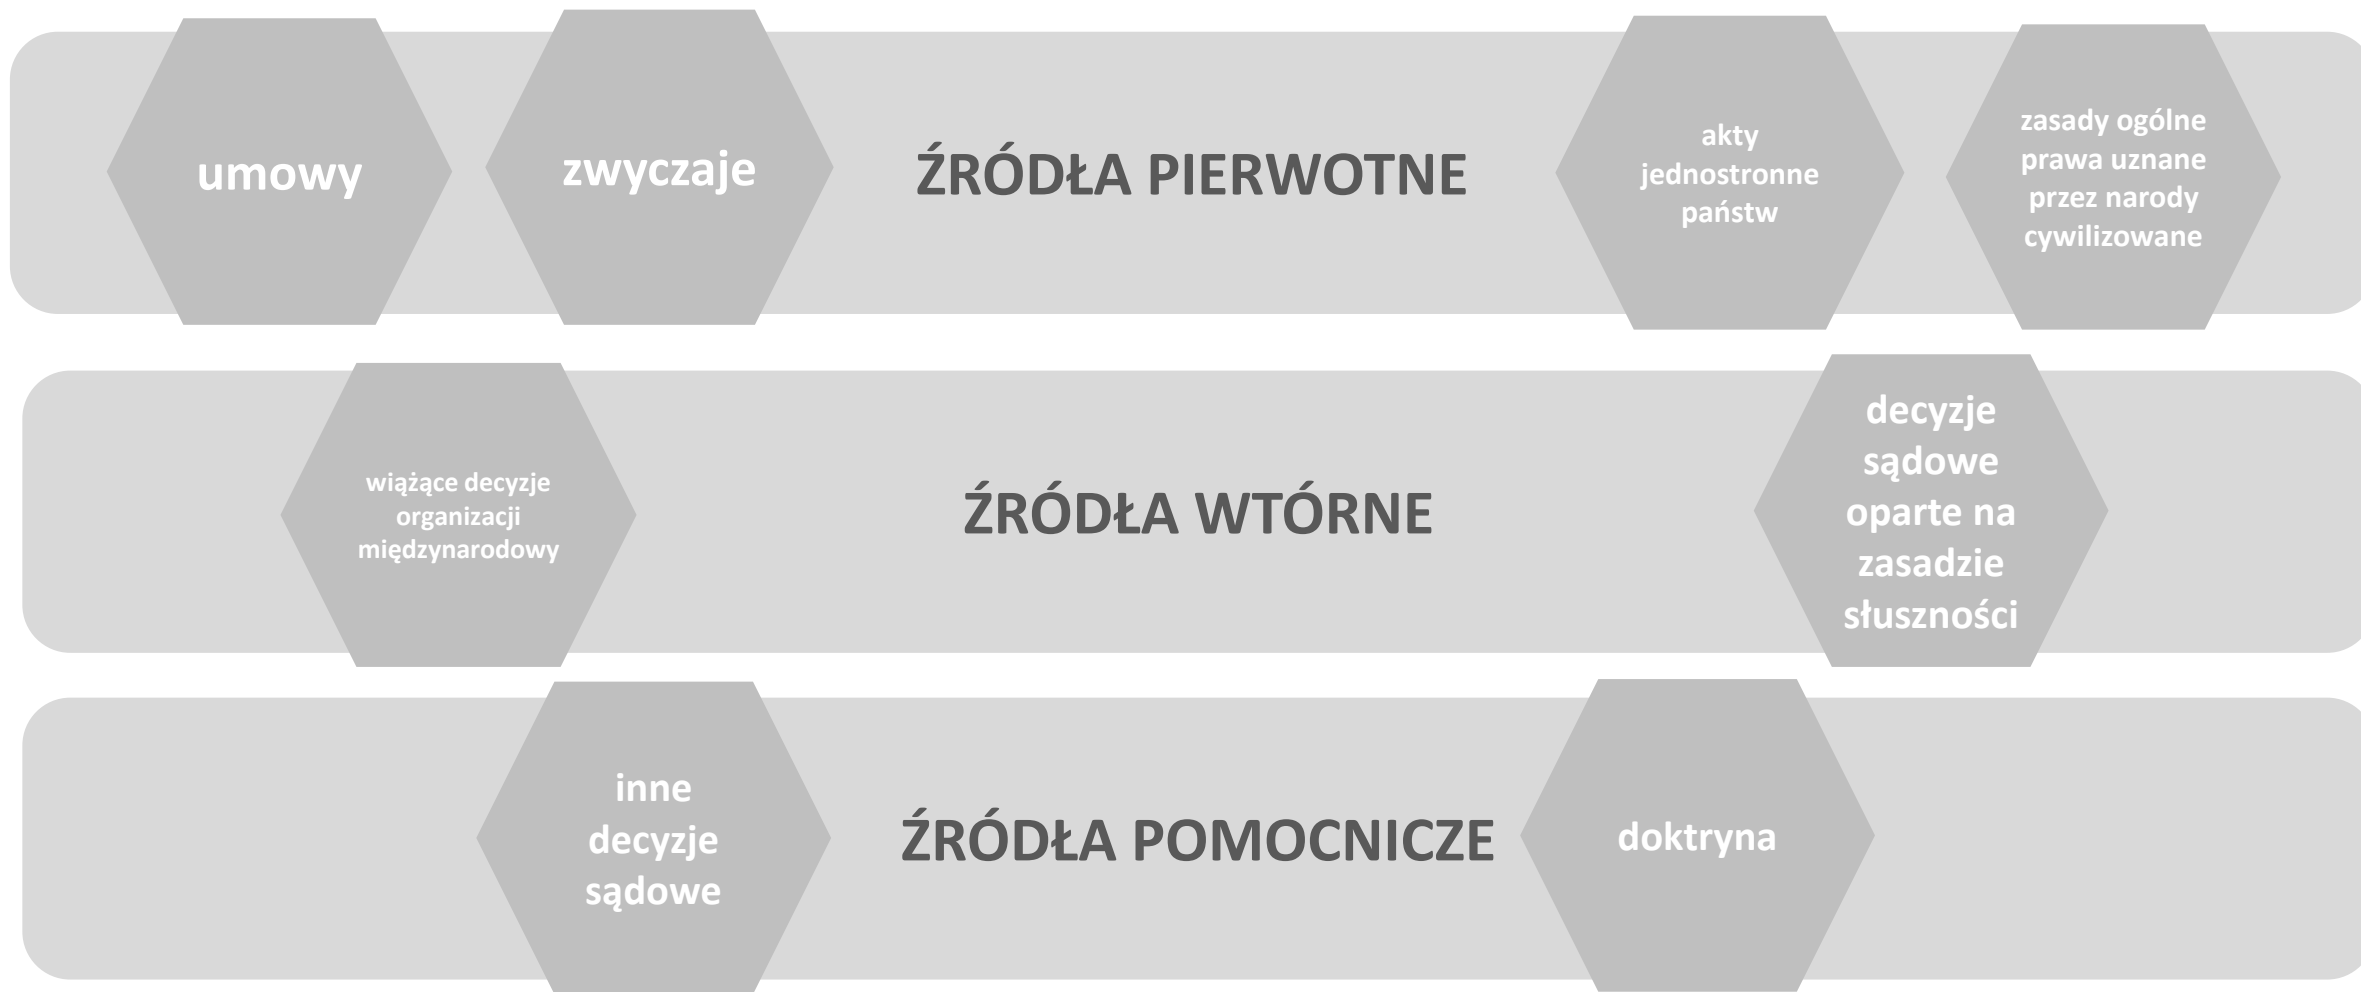 umowy
zwyczaje
ŹRÓDŁA PIERWOTNE
akty
jednostronne
państw
zasady ogólne
prawa uznane
przez narody
cywilizowane
wiążące decyzje
organizacji
międzynarodowy
ŹRÓDŁA WTÓRNE
decyzje
sądowe
oparte na
zasadzie
słuszności
inne
decyzje
sądowe
ŹRÓDŁA POMOCNICZE
doktryna